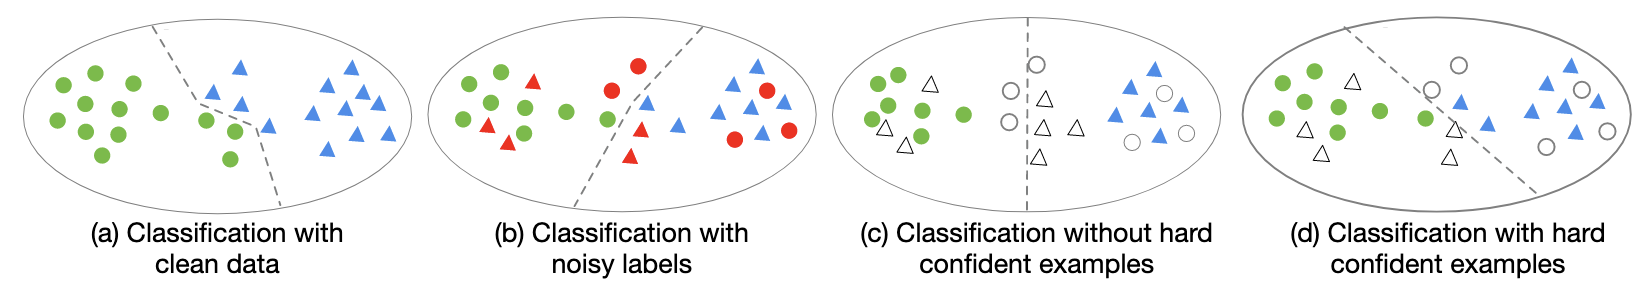 (a) Classification with
clean data
(b) Classification with
noisy labels
(c) Classification without hard
confident examples
(d) Classification with hard
confident examples